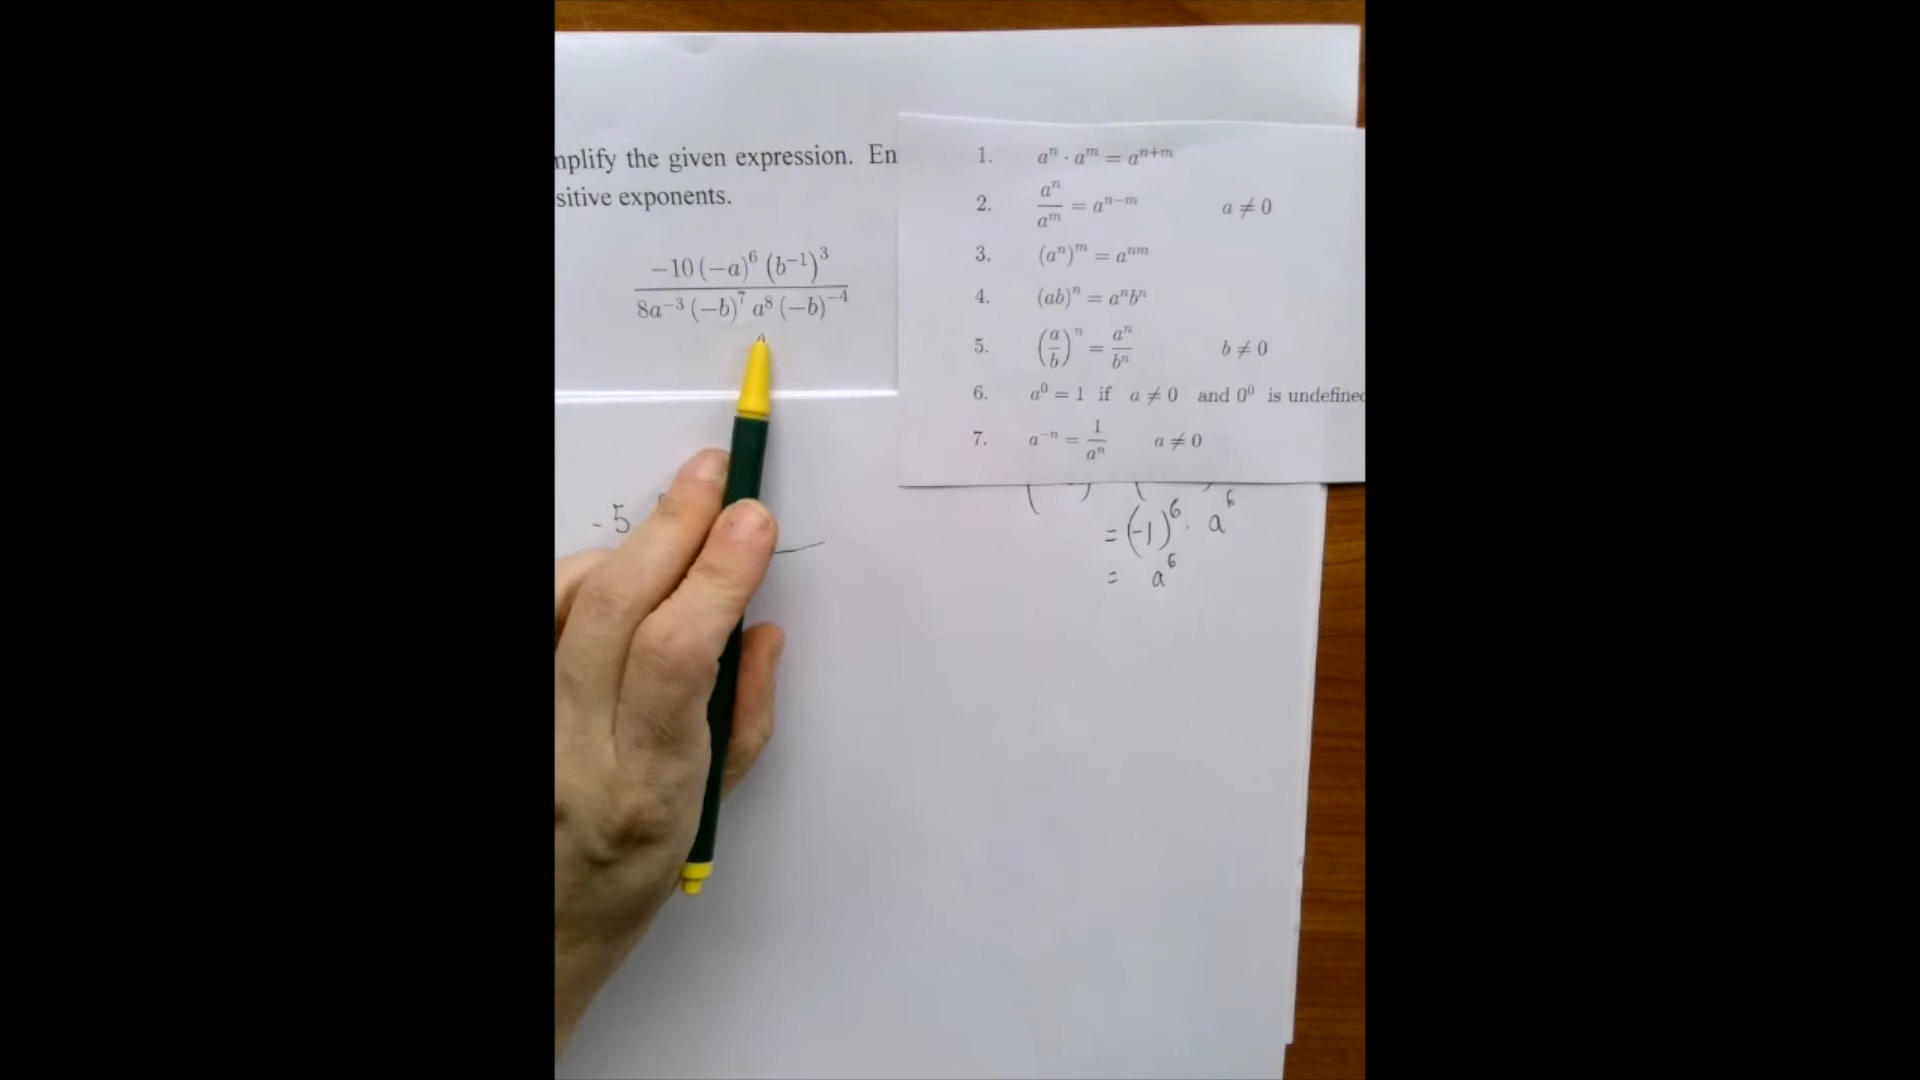 mplify the given expression. En
sitive exponents.
−10 (−a)^6 (b^−1)^3
8a^−3 (−b)^7 a^8 (−b)^−4
1. a^n · a^m = a^n+m
2. a^n / a^m = a^n−m a ≠ 0
3. (a^n)^m = a^nm
4. (ab)^n = a^n b^n
5. (a/b)^n = a^n / b^n b ≠ 0
6. a^0 = 1 if a ≠ 0 and 0^0 is undefined
7. a^−n = 1 / a^n a ≠ 0
- 5
= (-1)^6 · a^6
= a^6